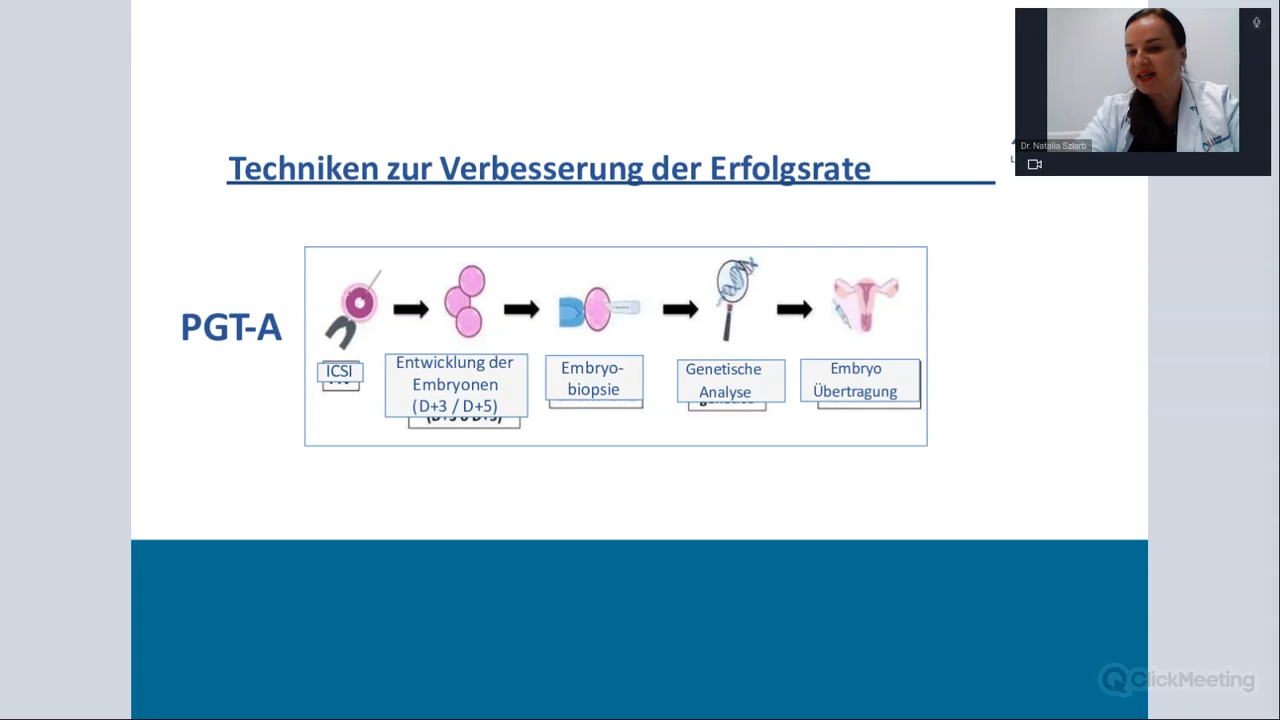 Dr. Natalia Szlarb
Techniken zur Verbesserung der Erfolgsrate
PGT-A
ICSI
Entwicklung der
Embryonen
(D+3 / D+5)
Embryo-
biopsie
Genetische
Analyse
Embryo
Übertragung
ClickMeeting